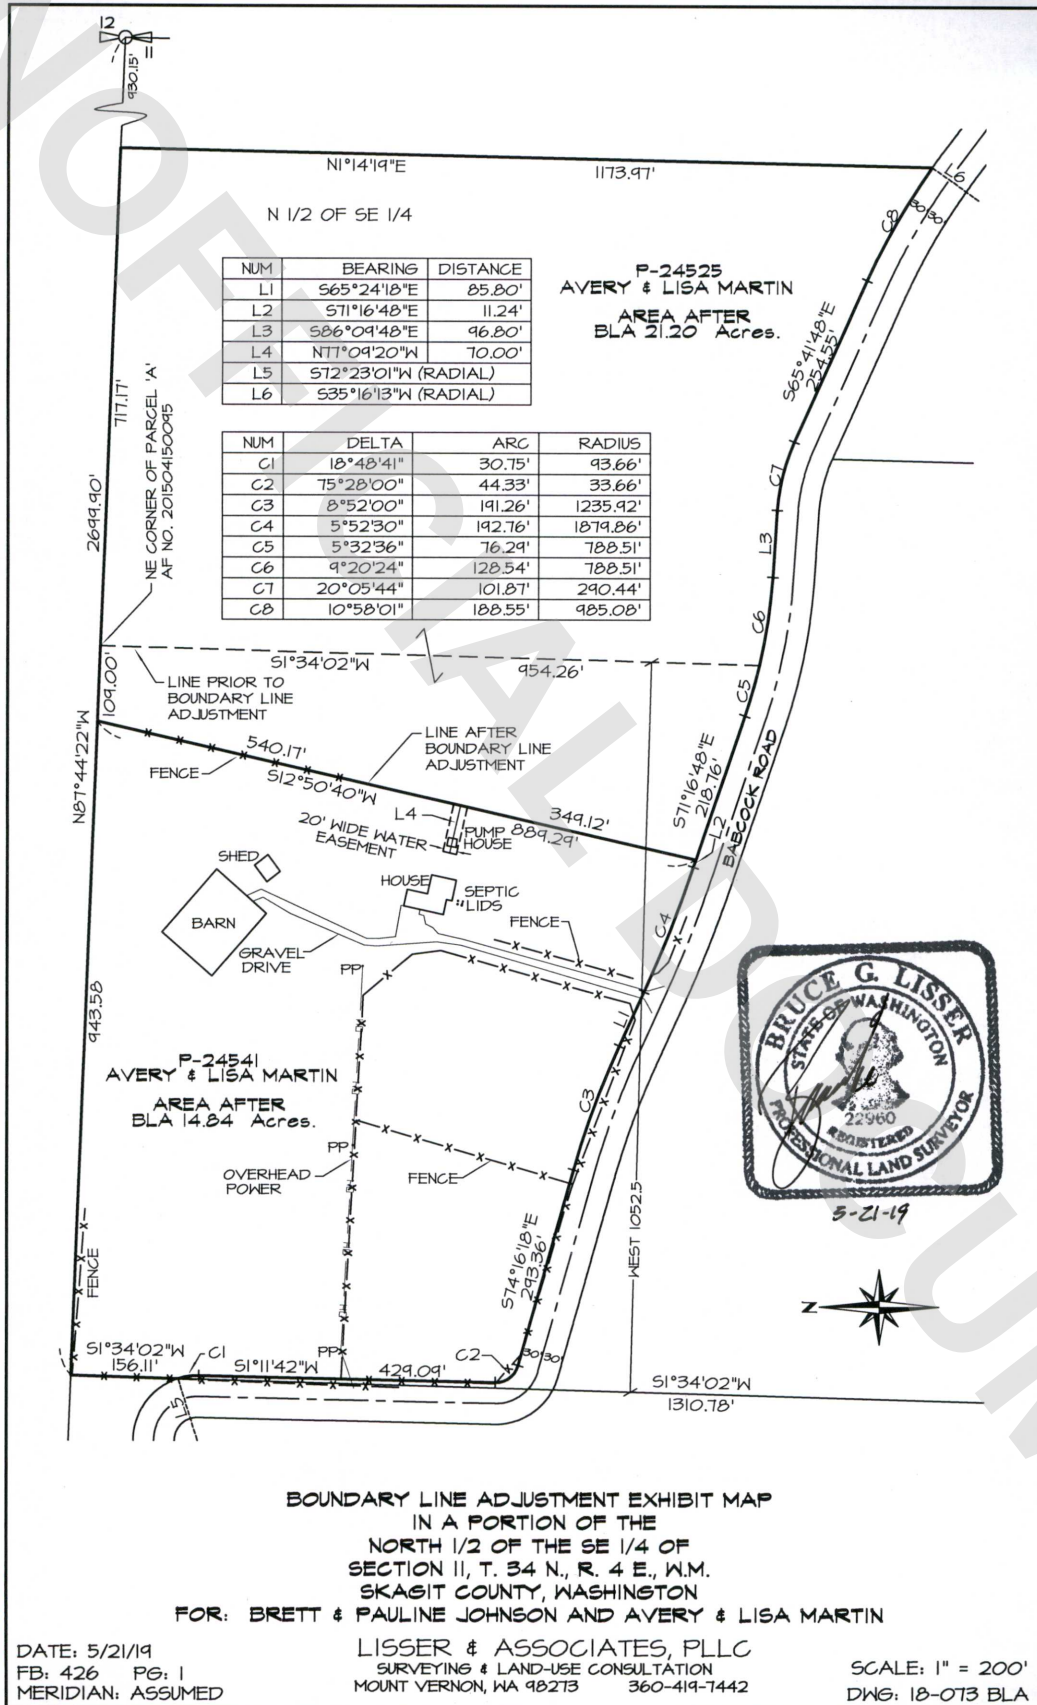 12
11
930.15'
N1°14'19"E 1173.97'
L6
N 1/2 OF SE 1/4
C8
30' 30'
P-24525
AVERY & LISA MARTIN
AREA AFTER
BLA 21.20 Acres.
NUM BEARING DISTANCE
L1 S65°24'18"E 85.80'
L2 S71°16'48"E 11.24'
L3 S86°09'48"E 96.80'
L4 N77°09'20"W 70.00'
L5 S72°23'01"W (RADIAL)
L6 S35°16'13"W (RADIAL)
S65°41'48"E
254.55'
717.17'
NE CORNER OF PARCEL 'A'
AF NO. 201504150095
2699.90'
NUM DELTA ARC RADIUS
C1 18°48'41" 30.75' 93.66'
C2 75°28'00" 44.33' 33.66'
C3 8°52'00" 191.26' 1235.92'
C4 5°52'30" 192.76' 1879.86'
C5 5°32'36" 76.29' 788.51'
C6 9°20'24" 128.54' 788.51'
C7 20°05'44" 101.87' 290.44'
C8 10°58'01" 188.55' 985.08'
C7
L3
C6
S1°34'02"W 954.26'
109.00'
LINE PRIOR TO
BOUNDARY LINE
ADJUSTMENT
C5
N87°44'22"W
540.17'
S12°50'40"W
FENCE
LINE AFTER
BOUNDARY LINE
ADJUSTMENT
S71°16'48"E
218.76'
BABCOCK ROAD
L4
349.12'
889.29'
L2
20' WIDE WATER
EASEMENT
PUMP
HOUSE
SHED
HOUSE
SEPTIC
LIDS
BARN
FENCE
C4
GRAVEL
DRIVE
PP
943.58
L1
P-24541
AVERY & LISA MARTIN
AREA AFTER
BLA 14.84 Acres.
C3
PP
OVERHEAD
POWER
FENCE
WEST 1052.5
BRUCE G. LISSER
STATE OF WASHINGTON
22960
REGISTERED
PROFESSIONAL LAND SURVEYOR
5-21-19
FENCE
S74°16'18"E
293.36'
N
S1°34'02"W
156.11'
C1
S1°11'42"W
PP
429.09'
C2
30' 30'
L5
S1°34'02"W
1310.78'
BOUNDARY LINE ADJUSTMENT EXHIBIT MAP
IN A PORTION OF THE
NORTH 1/2 OF THE SE 1/4 OF
SECTION 11, T. 34 N., R. 4 E., W.M.
SKAGIT COUNTY, WASHINGTON
FOR: BRETT & PAULINE JOHNSON AND AVERY & LISA MARTIN
DATE: 5/21/19
FB: 426 PG: 1
MERIDIAN: ASSUMED
LISSER & ASSOCIATES, PLLC
SURVEYING & LAND-USE CONSULTATION
MOUNT VERNON, WA 98273 360-419-7442
SCALE: 1" = 200'
DWG: 18-073 BLA